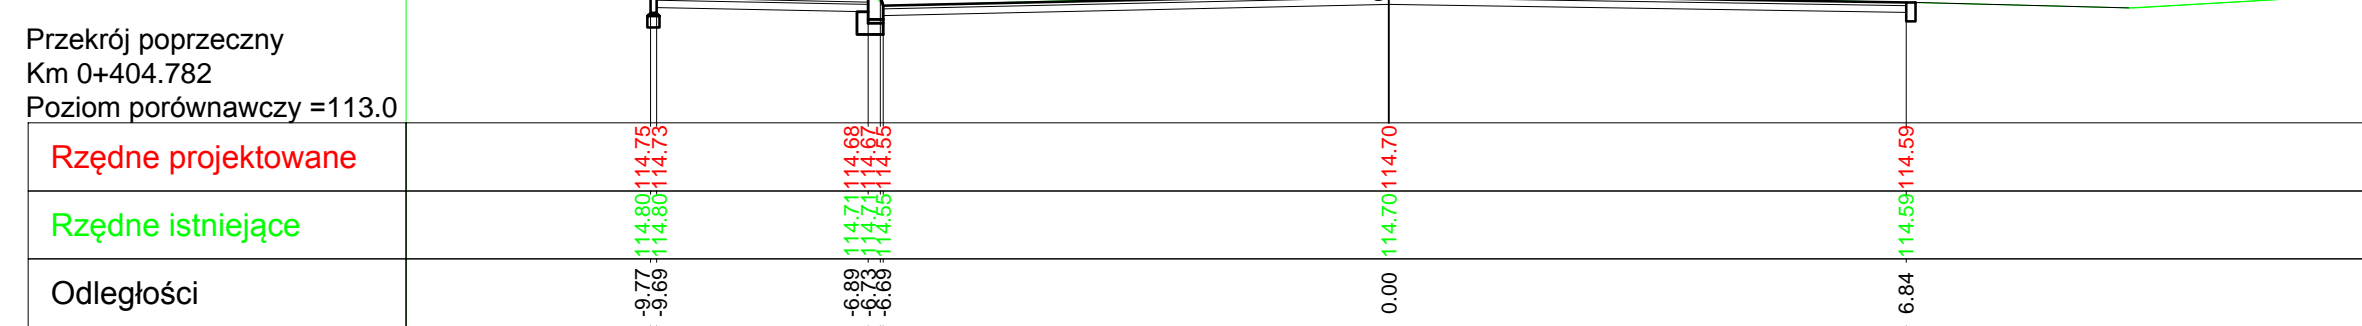 Przekrój poprzeczny
Km 0+404.782
Poziom porównawczy =113.0
Rzędne projektowane 114.75 114.73 114.68 114.67 114.55 114.70 114.59
Rzędne istniejące 114.80 114.80 114.71 114.71 114.55 114.70 114.59
Odległości -9.77 -9.69 -6.89 -6.73 -6.69 0.00 6.84